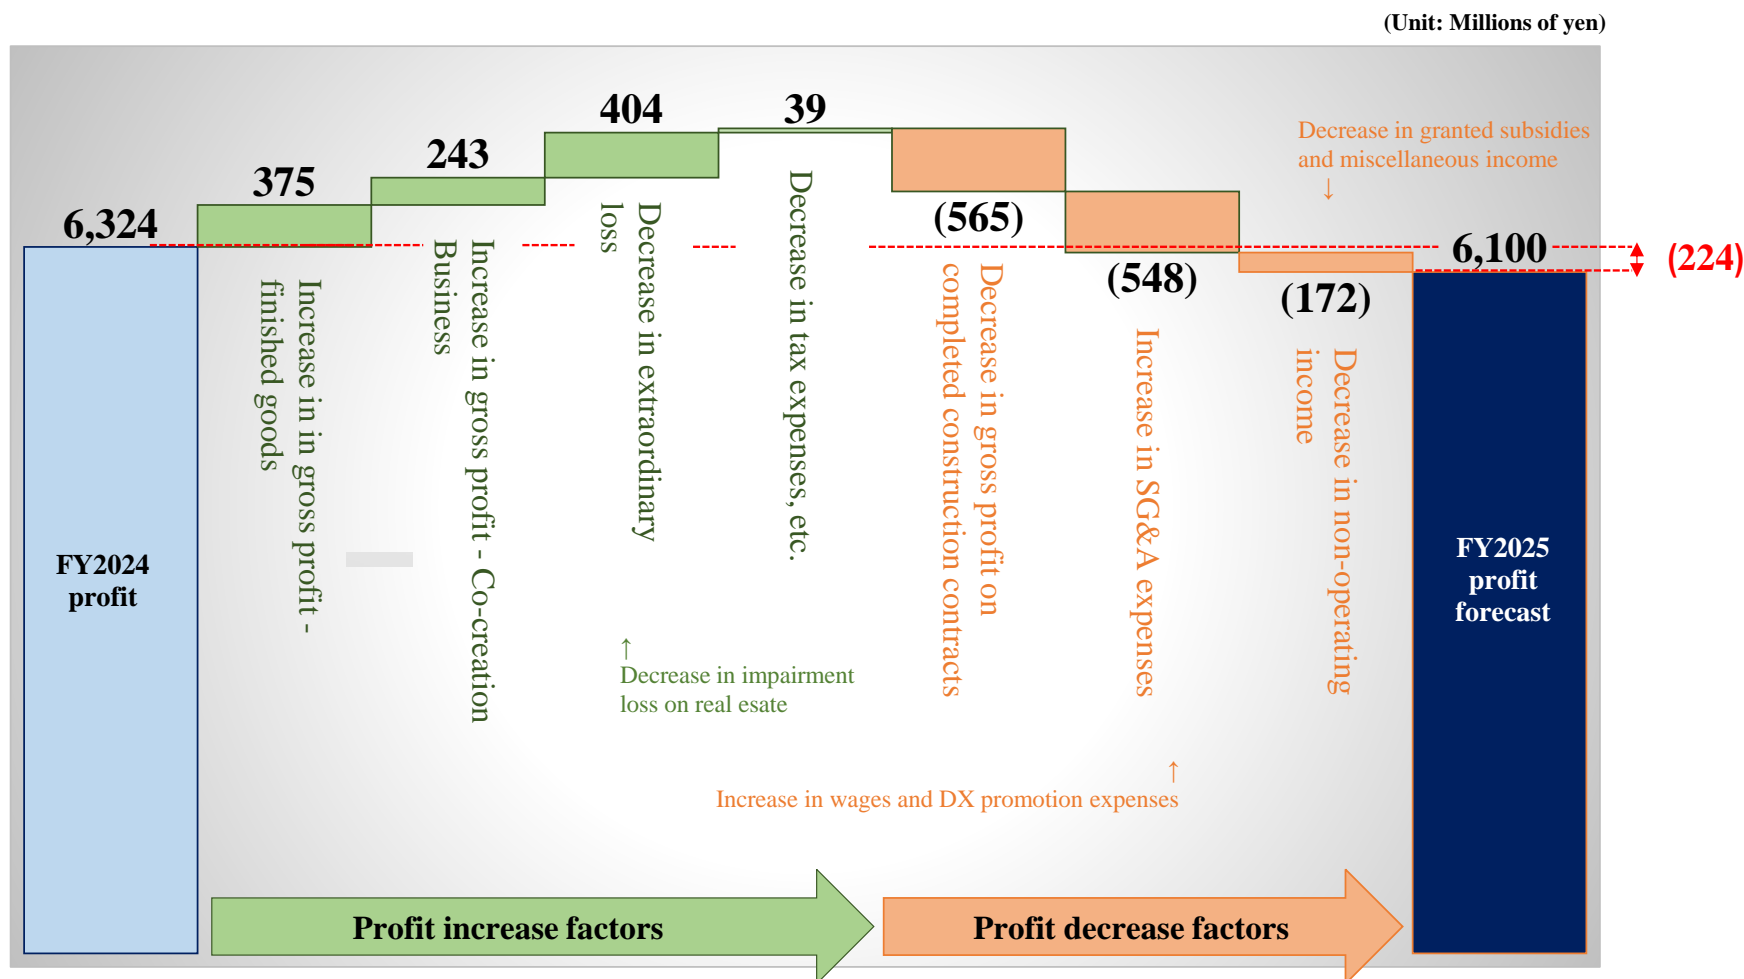 (Unit: Millions of yen)
6,324
375
243
404
39
(565)
(548)
(172)
6,100
(224)
FY2024
profit
Increase in in gross profit -
finished goods
Increase in gross profit - Co-creation
Business
Decrease in extraordinary
loss
↑
Decrease in impairment
loss on real esate
Decrease in tax expenses, etc.
Decrease in gross profit on
completed construction contracts
Increase in SG&A expenses
↑
Increase in wages and DX promotion expenses
Decrease in granted subsidies
and miscellaneous income
↓
Decrease in non-operating
income
FY2025
profit
forecast
Profit increase factors
Profit decrease factors